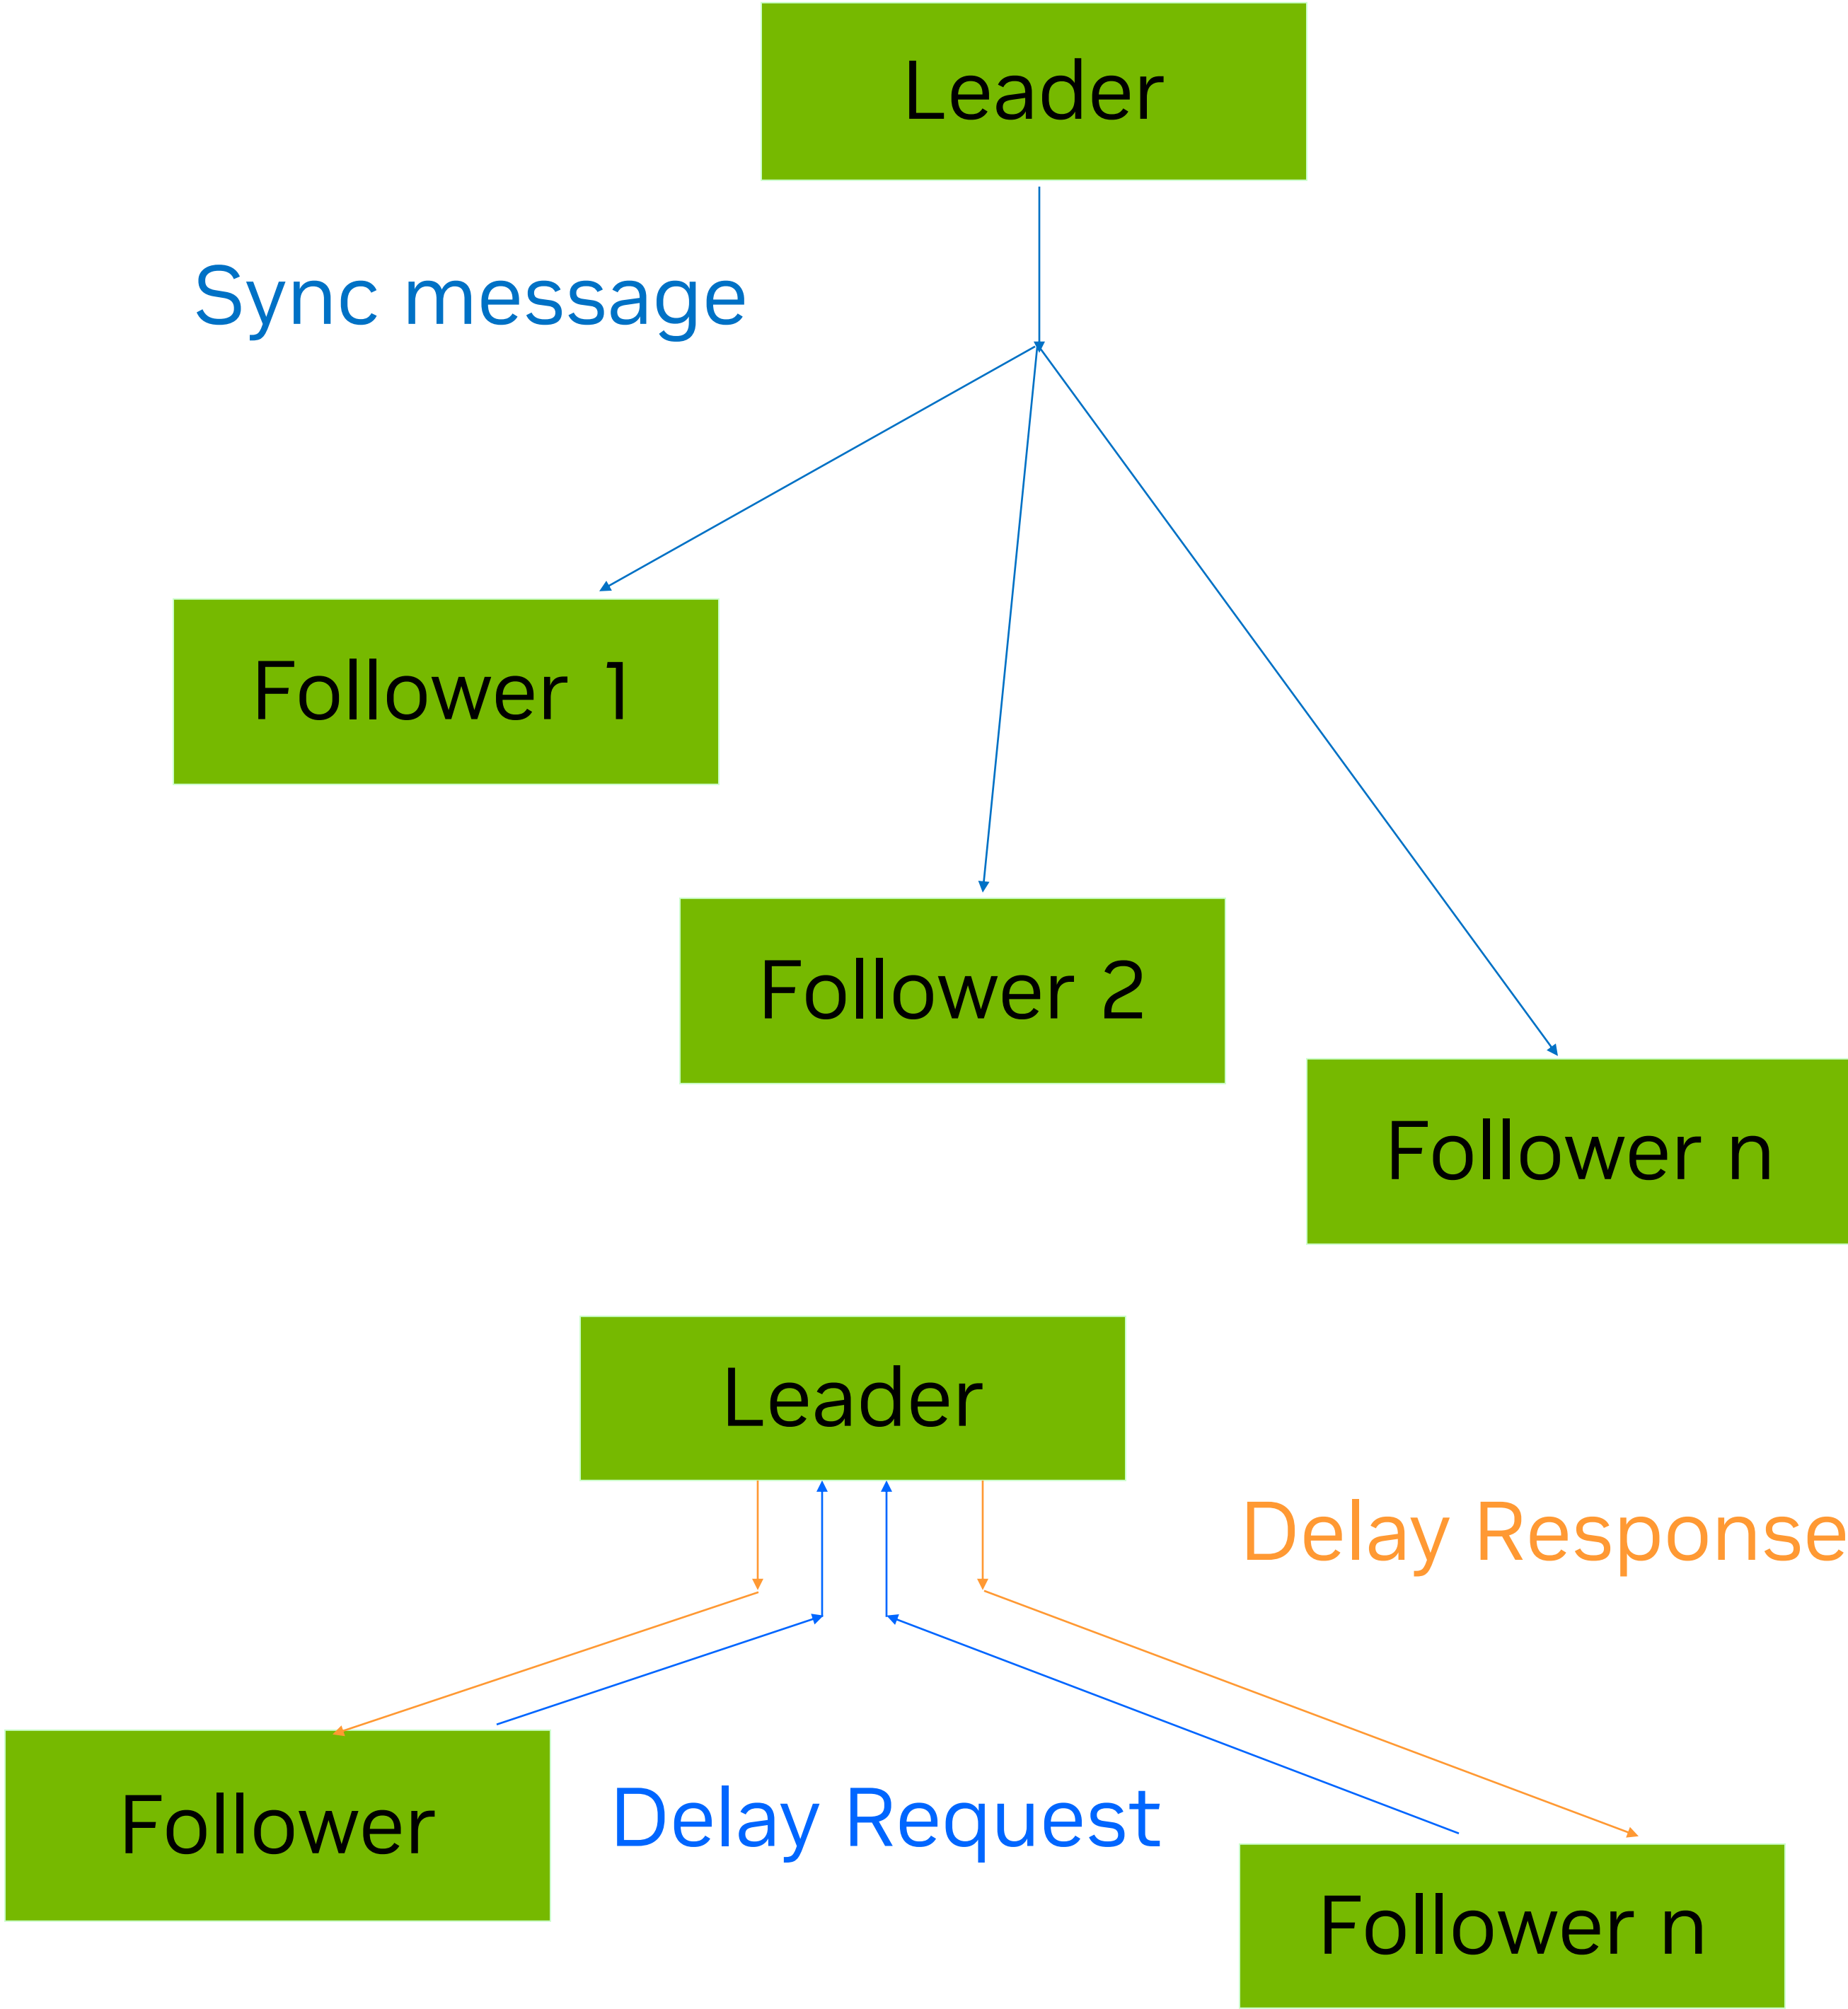 Leader
Sync message
Follower 1
Follower 2
Follower n
Leader
Delay Response
Follower
Delay Request
Follower n